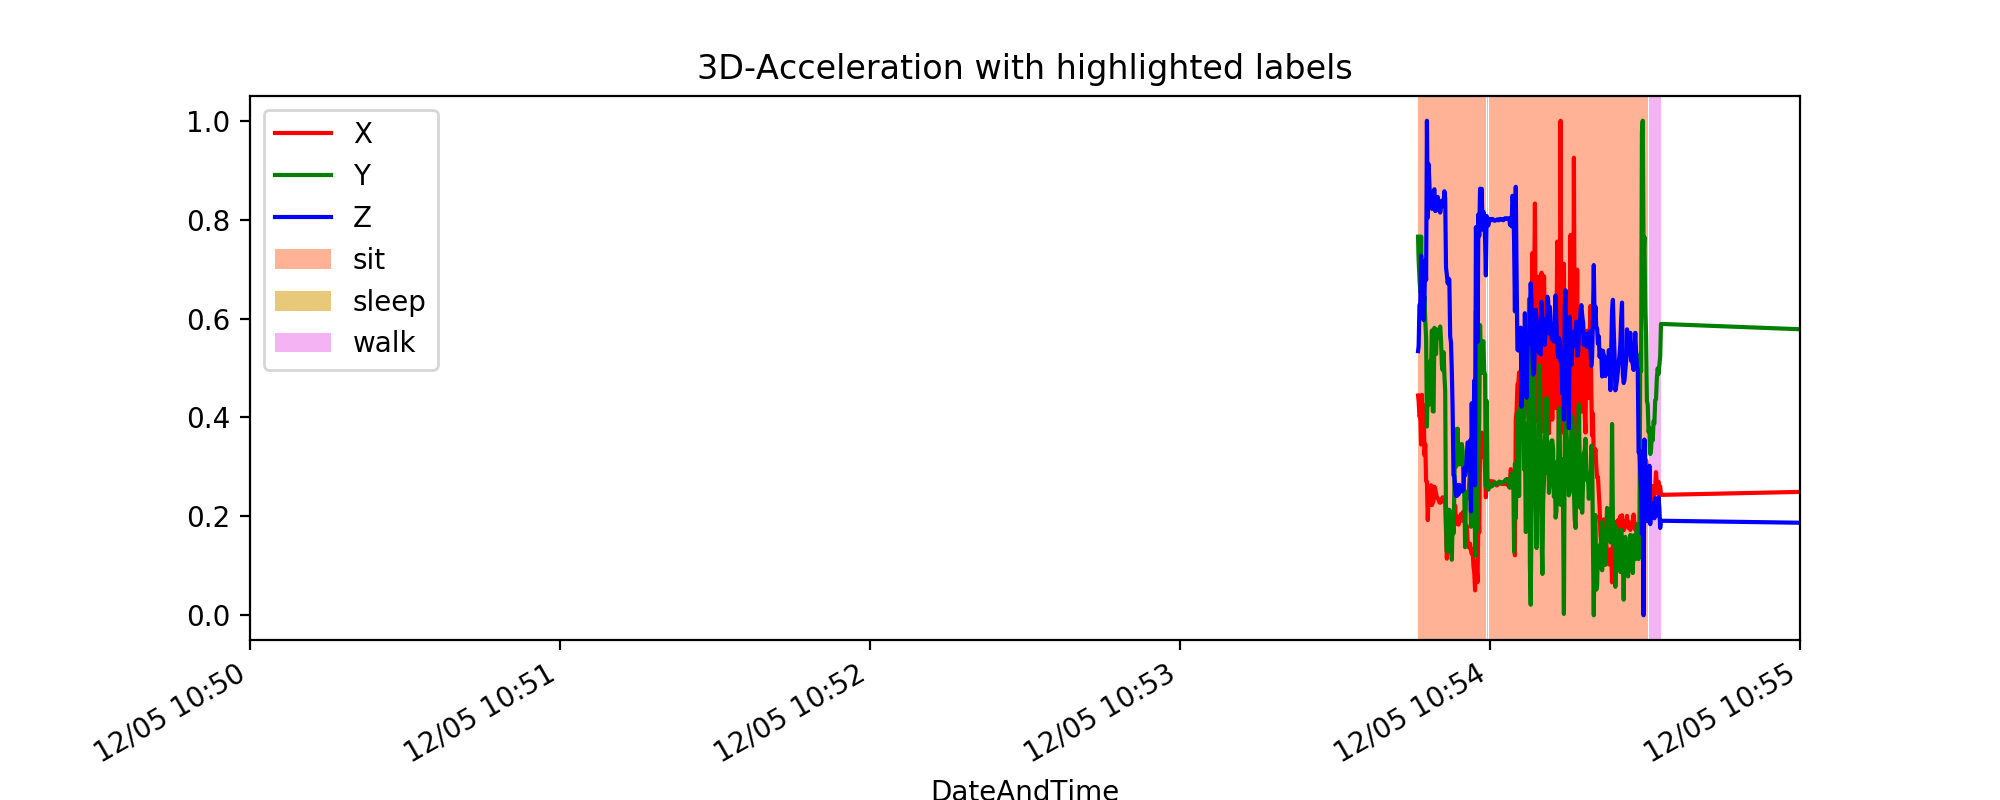 3D-Acceleration with highlighted labels
1.0
0.8
0.6
0.4
0.2
0.0
X
Y
Z
sit
sleep
walk
12/05 10:50
12/05 10:51
12/05 10:52
12/05 10:53
12/05 10:54
12/05 10:55
DateAndTime